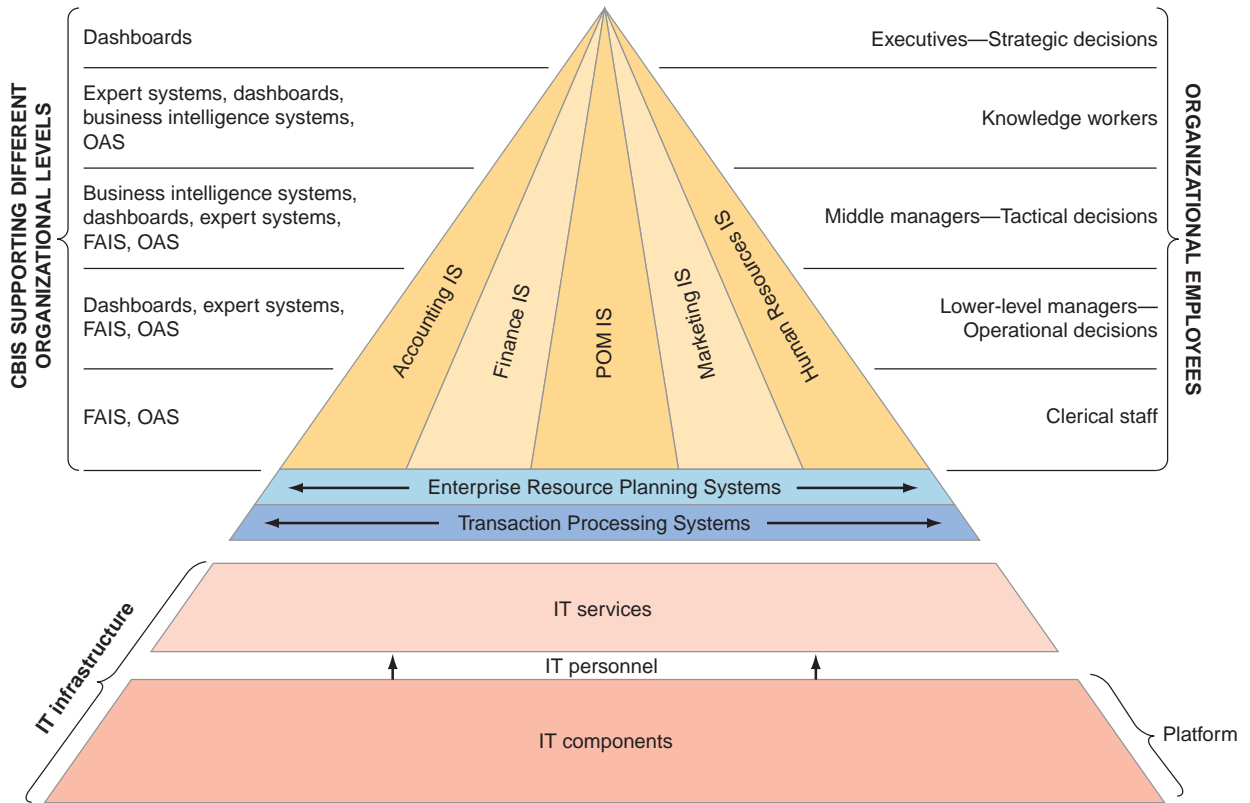 CBIS SUPPORTING DIFFERENT
ORGANIZATIONAL LEVELS
Dashboards
Expert systems, dashboards,
business intelligence systems,
OAS
Business intelligence systems,
dashboards, expert systems,
FAIS, OAS
Dashboards, expert systems,
FAIS, OAS
FAIS, OAS
Accounting IS
Finance IS
POM IS
Marketing IS
Human Resources IS
Executives—Strategic decisions
Knowledge workers
Middle managers—Tactical decisions
Lower-level managers—
Operational decisions
Clerical staff
ORGANIZATIONAL EMPLOYEES
Enterprise Resource Planning Systems
Transaction Processing Systems
IT infrastructure
IT services
IT personnel
IT components
Platform